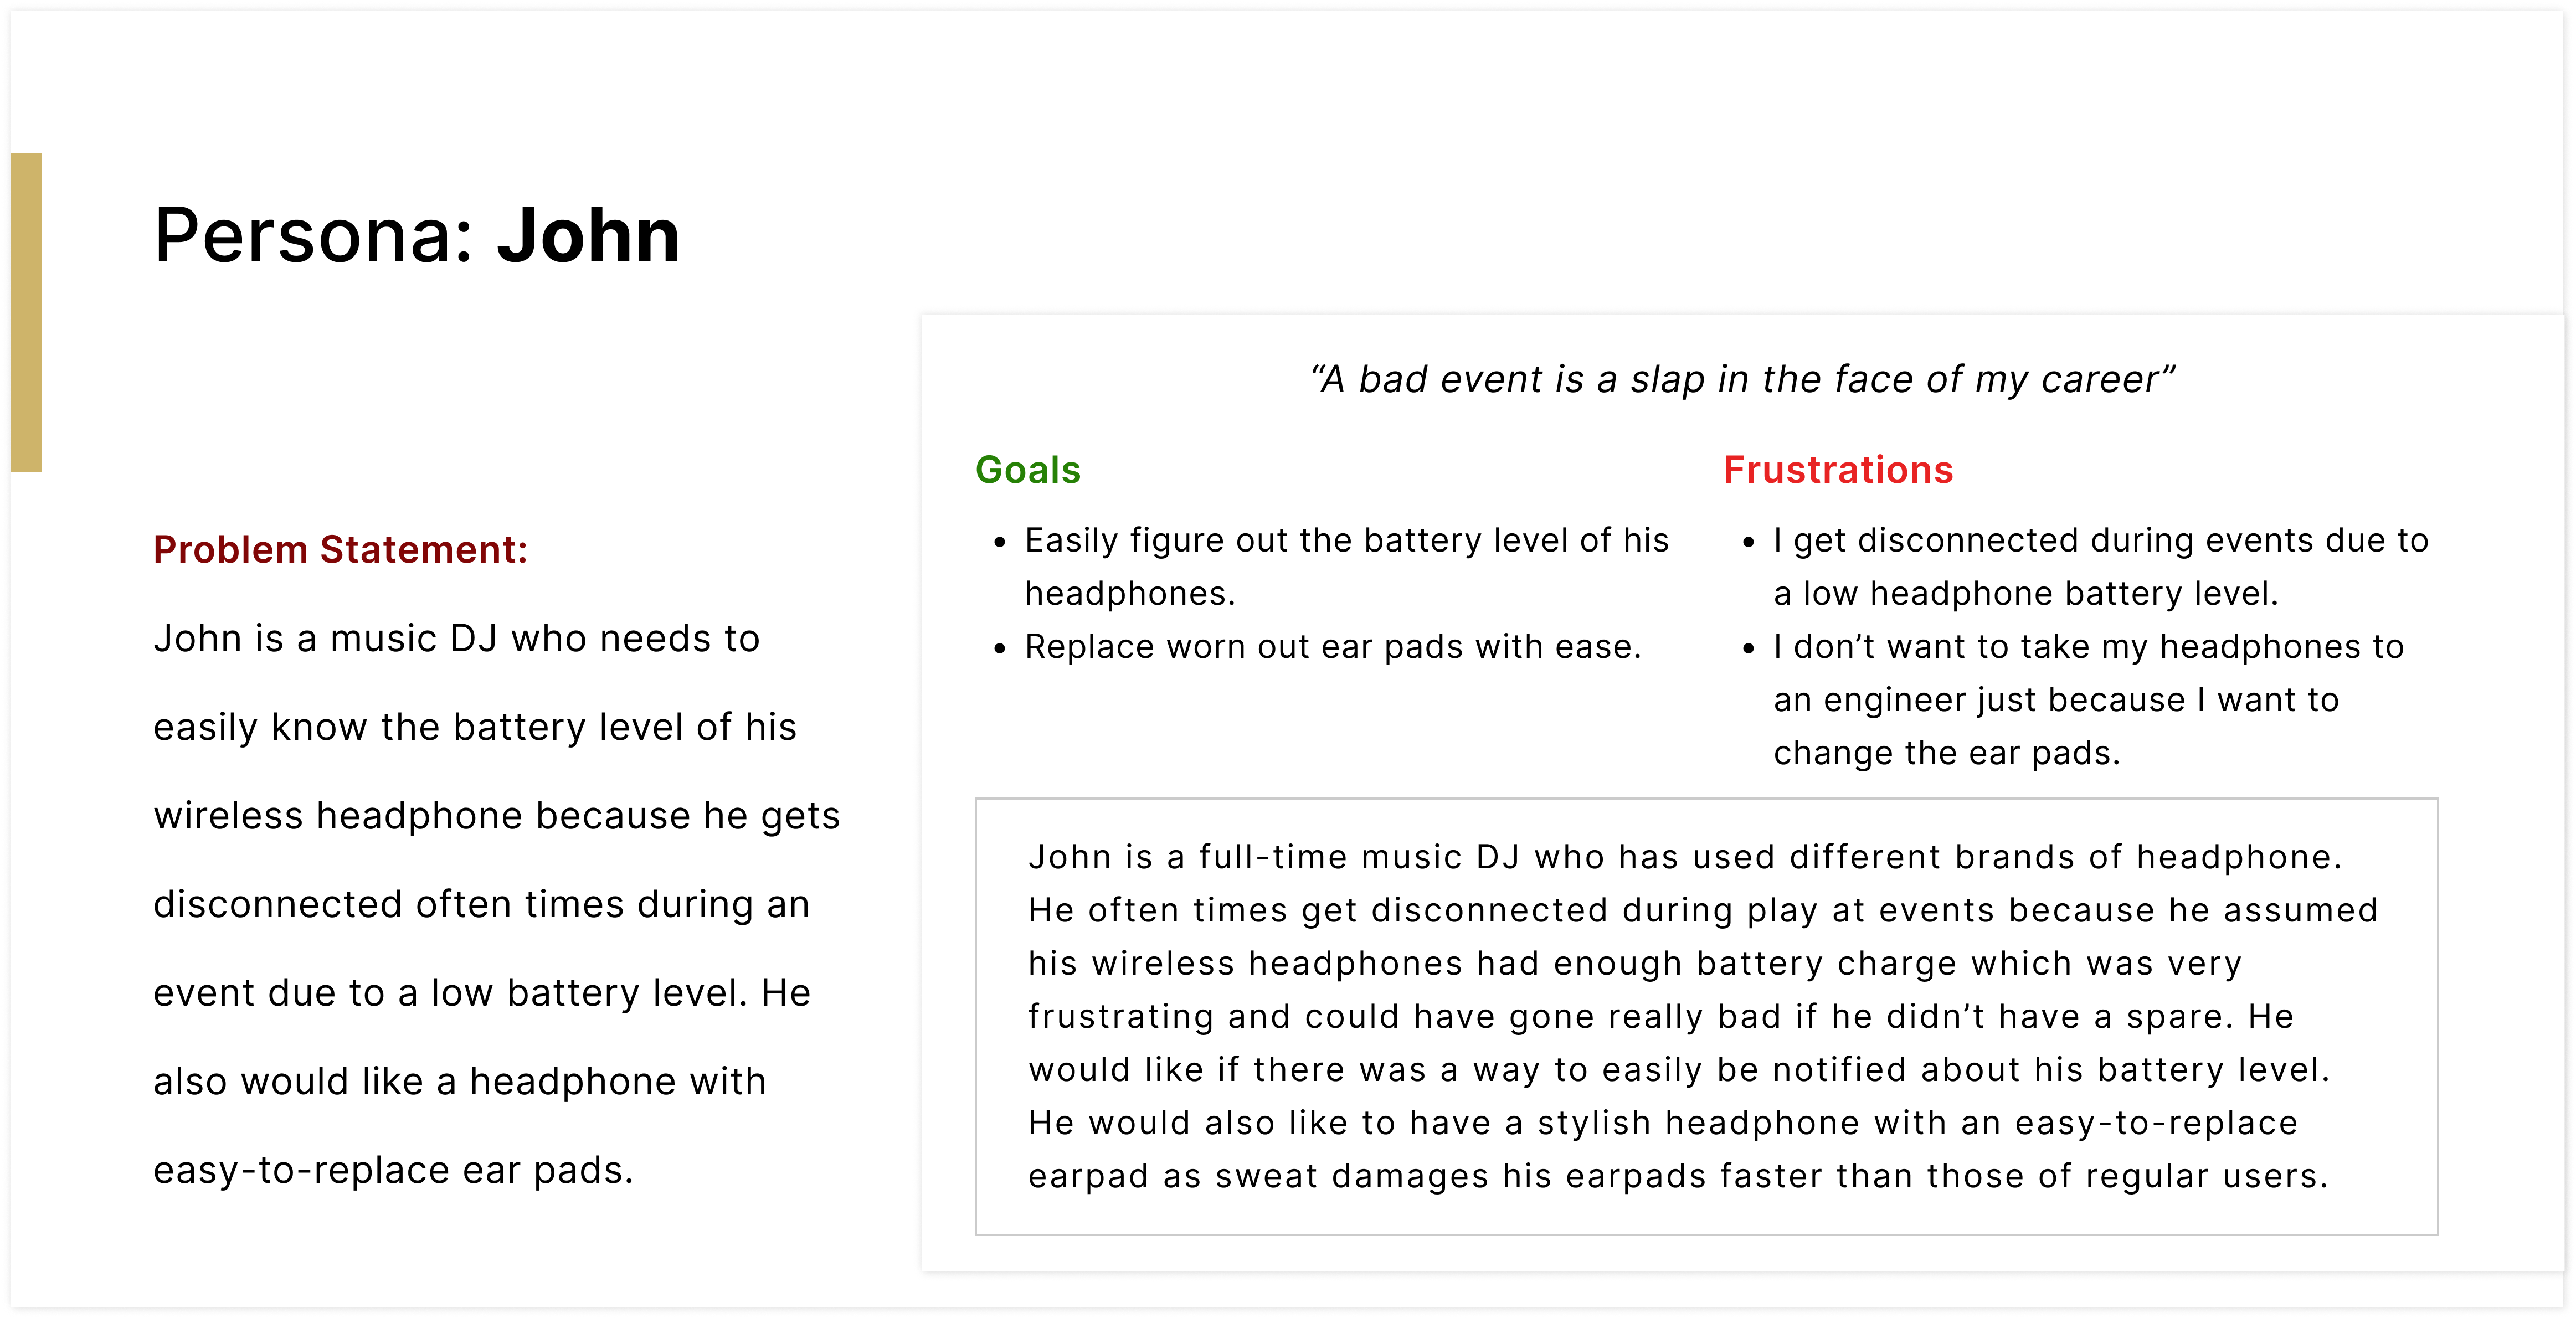 Persona: John
Problem Statement:
John is a music DJ who needs to
easily know the battery level of his
wireless headphone because he gets
disconnected often times during an
event due to a low battery level. He
also would like a headphone with
easy-to-replace ear pads.
“A bad event is a slap in the face of my career”
Goals
• Easily figure out the battery level of his
headphones.
• Replace worn out ear pads with ease.
Frustrations
• I get disconnected during events due to
a low headphone battery level.
• I don’t want to take my headphones to
an engineer just because I want to
change the ear pads.
John is a full-time music DJ who has used different brands of headphone.
He often times get disconnected during play at events because he assumed
his wireless headphones had enough battery charge which was very
frustrating and could have gone really bad if he didn’t have a spare. He
would like if there was a way to easily be notified about his battery level.
He would also like to have a stylish headphone with an easy-to-replace
earpad as sweat damages his earpads faster than those of regular users.